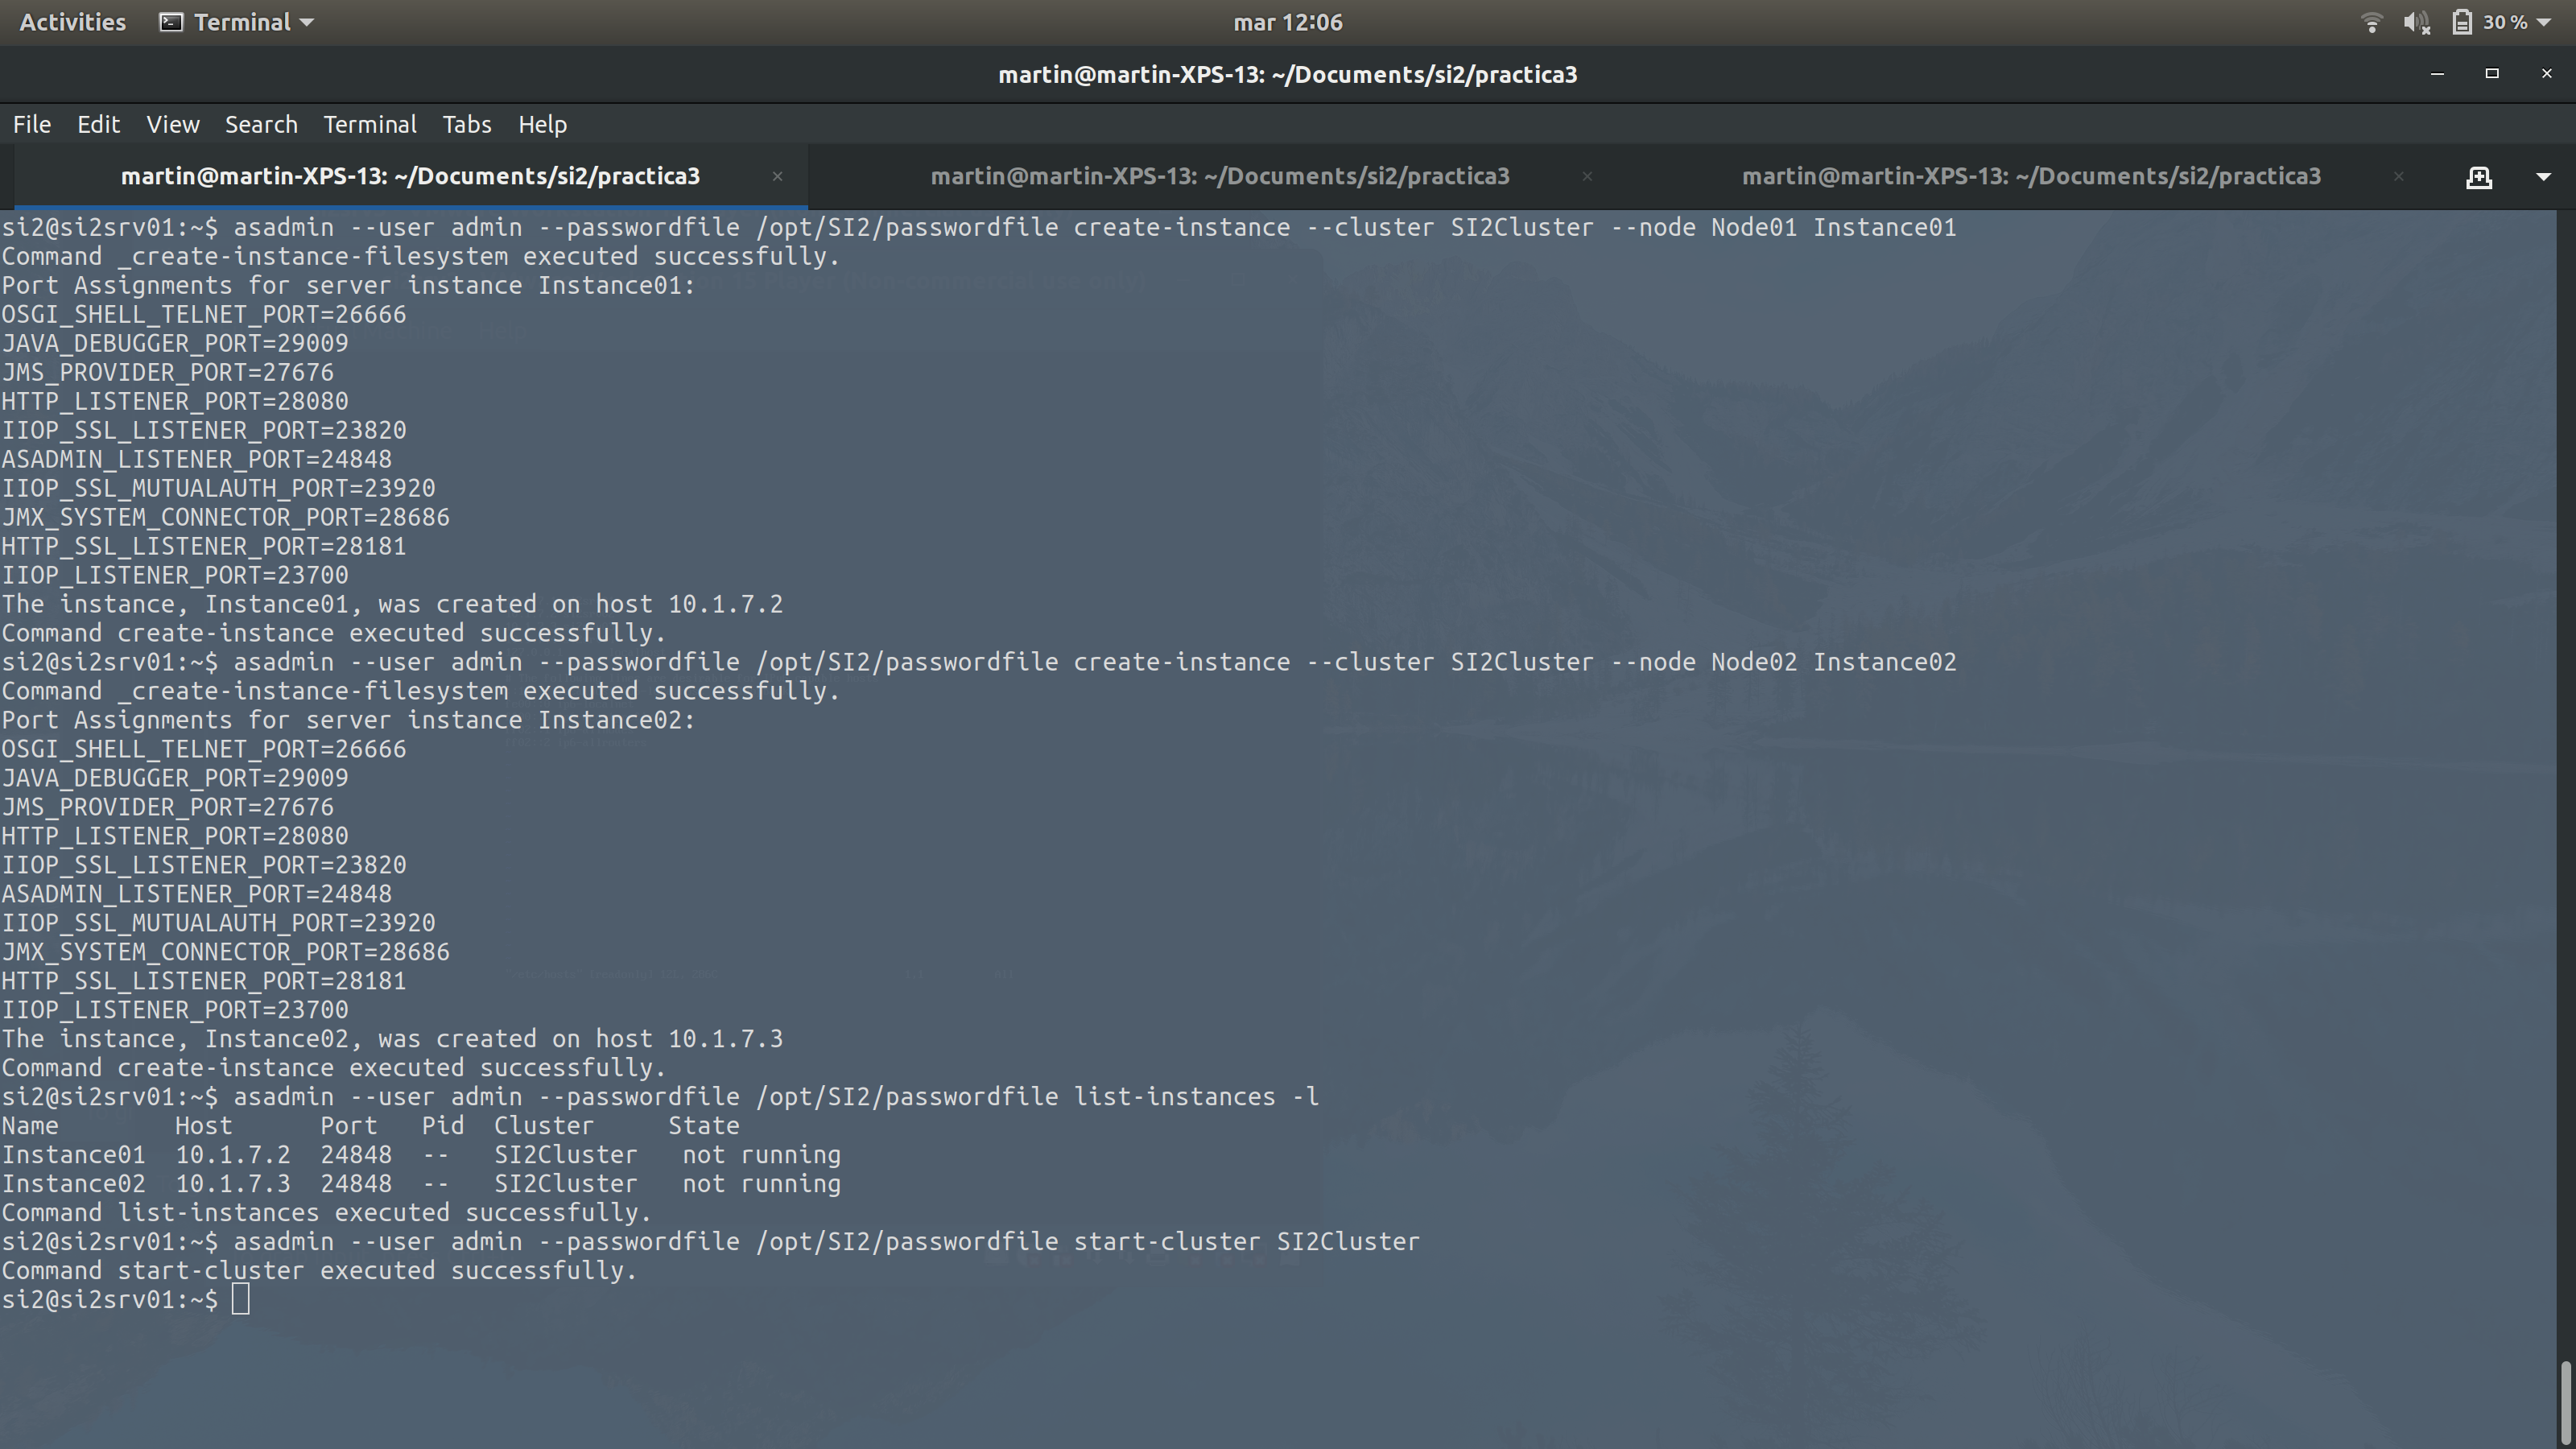 Activities Terminal mar 12:06 30 %
martin@martin-XPS-13: ~/Documents/si2/practica3
File Edit View Search Terminal Tabs Help
martin@martin-XPS-13: ~/Documents/si2/practica3 martin@martin-XPS-13: ~/Documents/si2/practica3 martin@martin-XPS-13: ~/Documents/si2/practica3
si2@si2srv01:~$ asadmin --user admin --passwordfile /opt/SI2/passwordfile create-instance --cluster SI2Cluster --node Node01 Instance01
Command _create-instance-filesystem executed successfully.
Port Assignments for server instance Instance01:
OSGI_SHELL_TELNET_PORT=26666
JAVA_DEBUGGER_PORT=29009
JMS_PROVIDER_PORT=27676
HTTP_LISTENER_PORT=28080
IIOP_SSL_LISTENER_PORT=23820
ASADMIN_LISTENER_PORT=24848
IIOP_SSL_MUTUALAUTH_PORT=23920
JMX_SYSTEM_CONNECTOR_PORT=28686
HTTP_SSL_LISTENER_PORT=28181
IIOP_LISTENER_PORT=23700
The instance, Instance01, was created on host 10.1.7.2
Command create-instance executed successfully.
si2@si2srv01:~$ asadmin --user admin --passwordfile /opt/SI2/passwordfile create-instance --cluster SI2Cluster --node Node02 Instance02
Command _create-instance-filesystem executed successfully.
Port Assignments for server instance Instance02:
OSGI_SHELL_TELNET_PORT=26666
JAVA_DEBUGGER_PORT=29009
JMS_PROVIDER_PORT=27676
HTTP_LISTENER_PORT=28080
IIOP_SSL_LISTENER_PORT=23820
ASADMIN_LISTENER_PORT=24848
IIOP_SSL_MUTUALAUTH_PORT=23920
JMX_SYSTEM_CONNECTOR_PORT=28686
HTTP_SSL_LISTENER_PORT=28181
IIOP_LISTENER_PORT=23700
The instance, Instance02, was created on host 10.1.7.3
Command create-instance executed successfully.
si2@si2srv01:~$ asadmin --user admin --passwordfile /opt/SI2/passwordfile list-instances -l
Name Host Port Pid Cluster State
Instance01 10.1.7.2 24848 -- SI2Cluster not running
Instance02 10.1.7.3 24848 -- SI2Cluster not running
Command list-instances executed successfully.
si2@si2srv01:~$ asadmin --user admin --passwordfile /opt/SI2/passwordfile start-cluster SI2Cluster
Command start-cluster executed successfully.
si2@si2srv01:~$